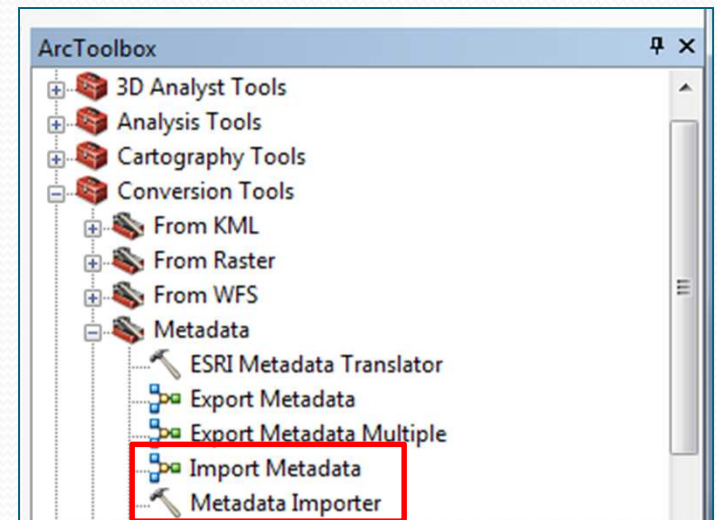 ArcToolbox
3D Analyst Tools
Analysis Tools
Cartography Tools
Conversion Tools
From KML
From Raster
From WFS
Metadata
ESRI Metadata Translator
Export Metadata
Export Metadata Multiple
Import Metadata
Metadata Importer